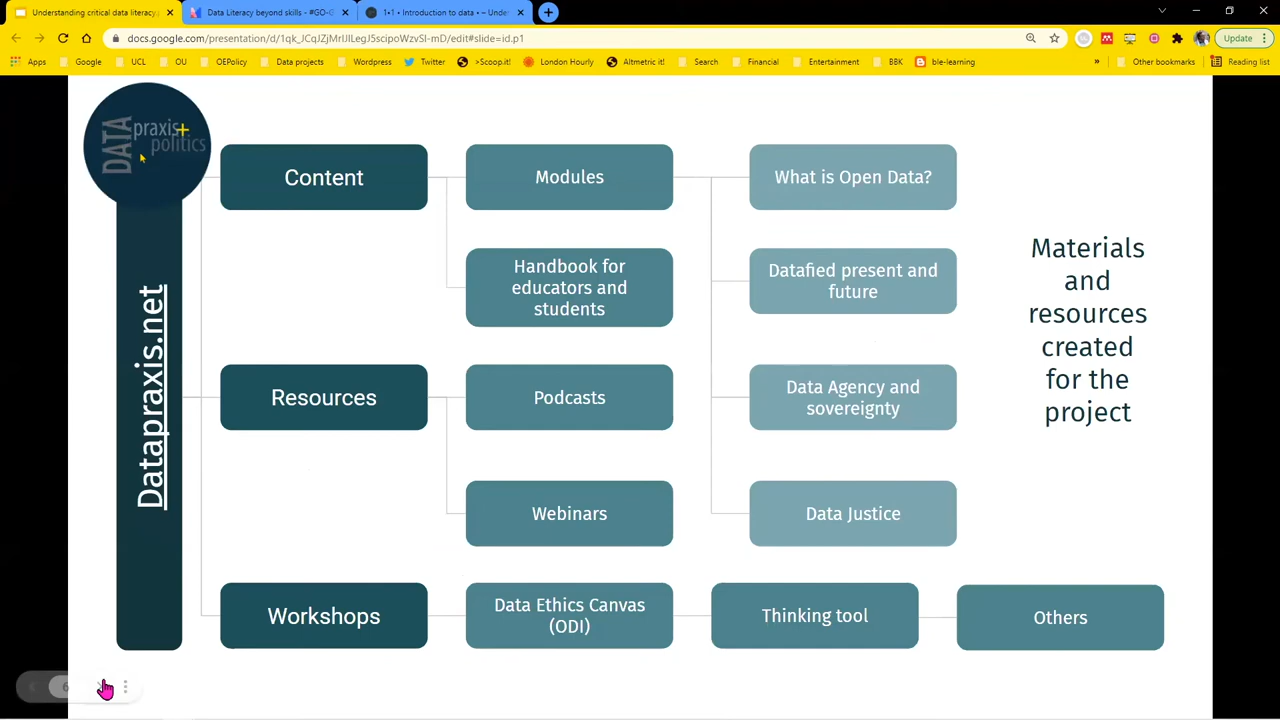 Understanding critical data literacy
Data Literacy beyond skills - #GO-G
1•1 • Introduction to data • – Unde
docs.google.com/presentation/d/1qk_JCqJZjMrIJlLegJ5scipoWzvSI-mD/edit#slide=id.p1
Update
Apps
Google
UCL
OU
OEPolicy
Data projects
Wordpress
Twitter
>Scoop.it!
London Hourly
Altmetric it!
Search
Financial
Entertainment
BBK
ble-learning
»
Other bookmarks
Reading list
DATA
praxis+
politics
Datapraxis.net
Content
Modules
What is Open Data?
Handbook for
educators and
students
Datafied present and
future
Materials
and
resources
created
for the
project
Resources
Podcasts
Data Agency and
sovereignty
Webinars
Data Justice
Workshops
Data Ethics Canvas
(ODI)
Thinking tool
Others
6